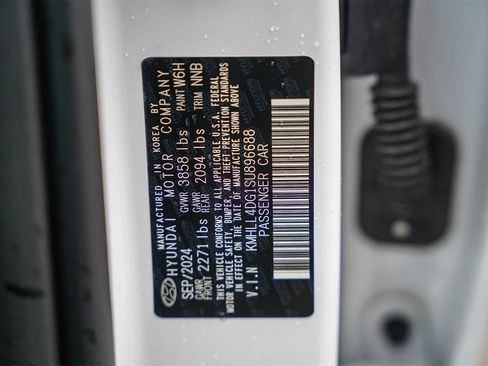 MANUFACTURED IN KOREA BY
HYUNDAI MOTOR COMPANY
SEP/2024 GVWR 3858 lbs PAINT W6H
GAWR FRONT 2271 lbs GAWR REAR 2094 lbs TRIM NNB
THIS VEHICLE CONFORMS TO ALL APPLICABLE U.S.A. FEDERAL
MOTOR VEHICLE SAFETY, BUMPER, AND THEFT PREVENTION STANDARDS
IN EFFECT ON THE DATE OF MANUFACTURE SHOWN ABOVE.
V.I.N KMHLL4DG1SU896688
PASSENGER CAR